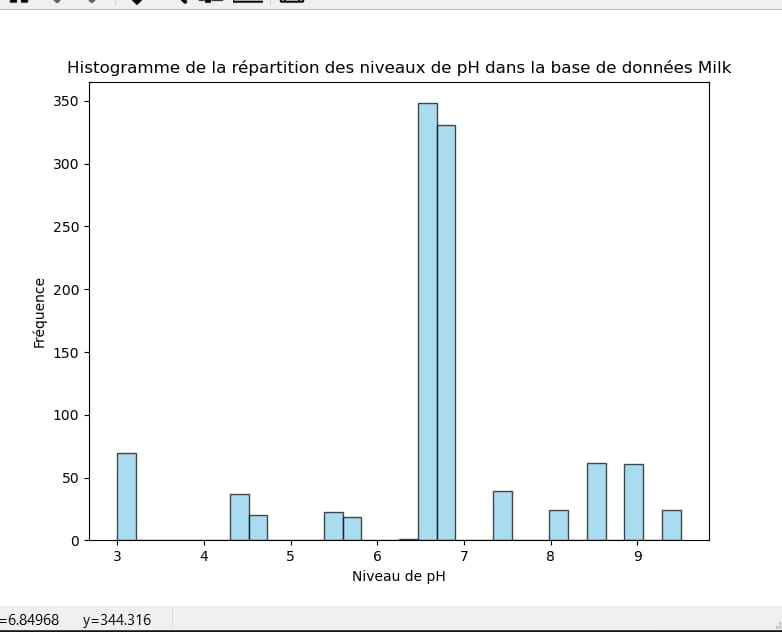 Histogramme de la répartition des niveaux de pH dans la base de données Milk
350
300
250
200
150
100
50
0
Fréquence
3 4 5 6 7 8 9
Niveau de pH
=6.84968 y=344.316